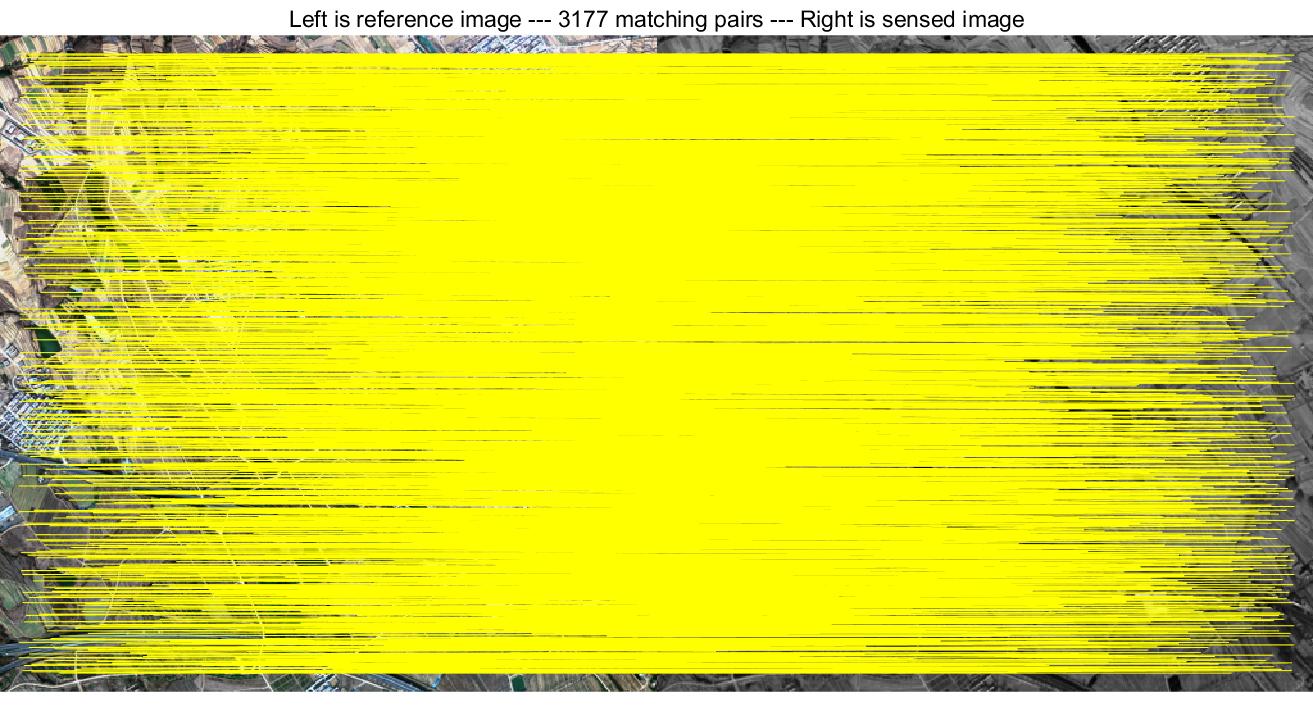 Left is reference image --- 3177 matching pairs --- Right is sensed image